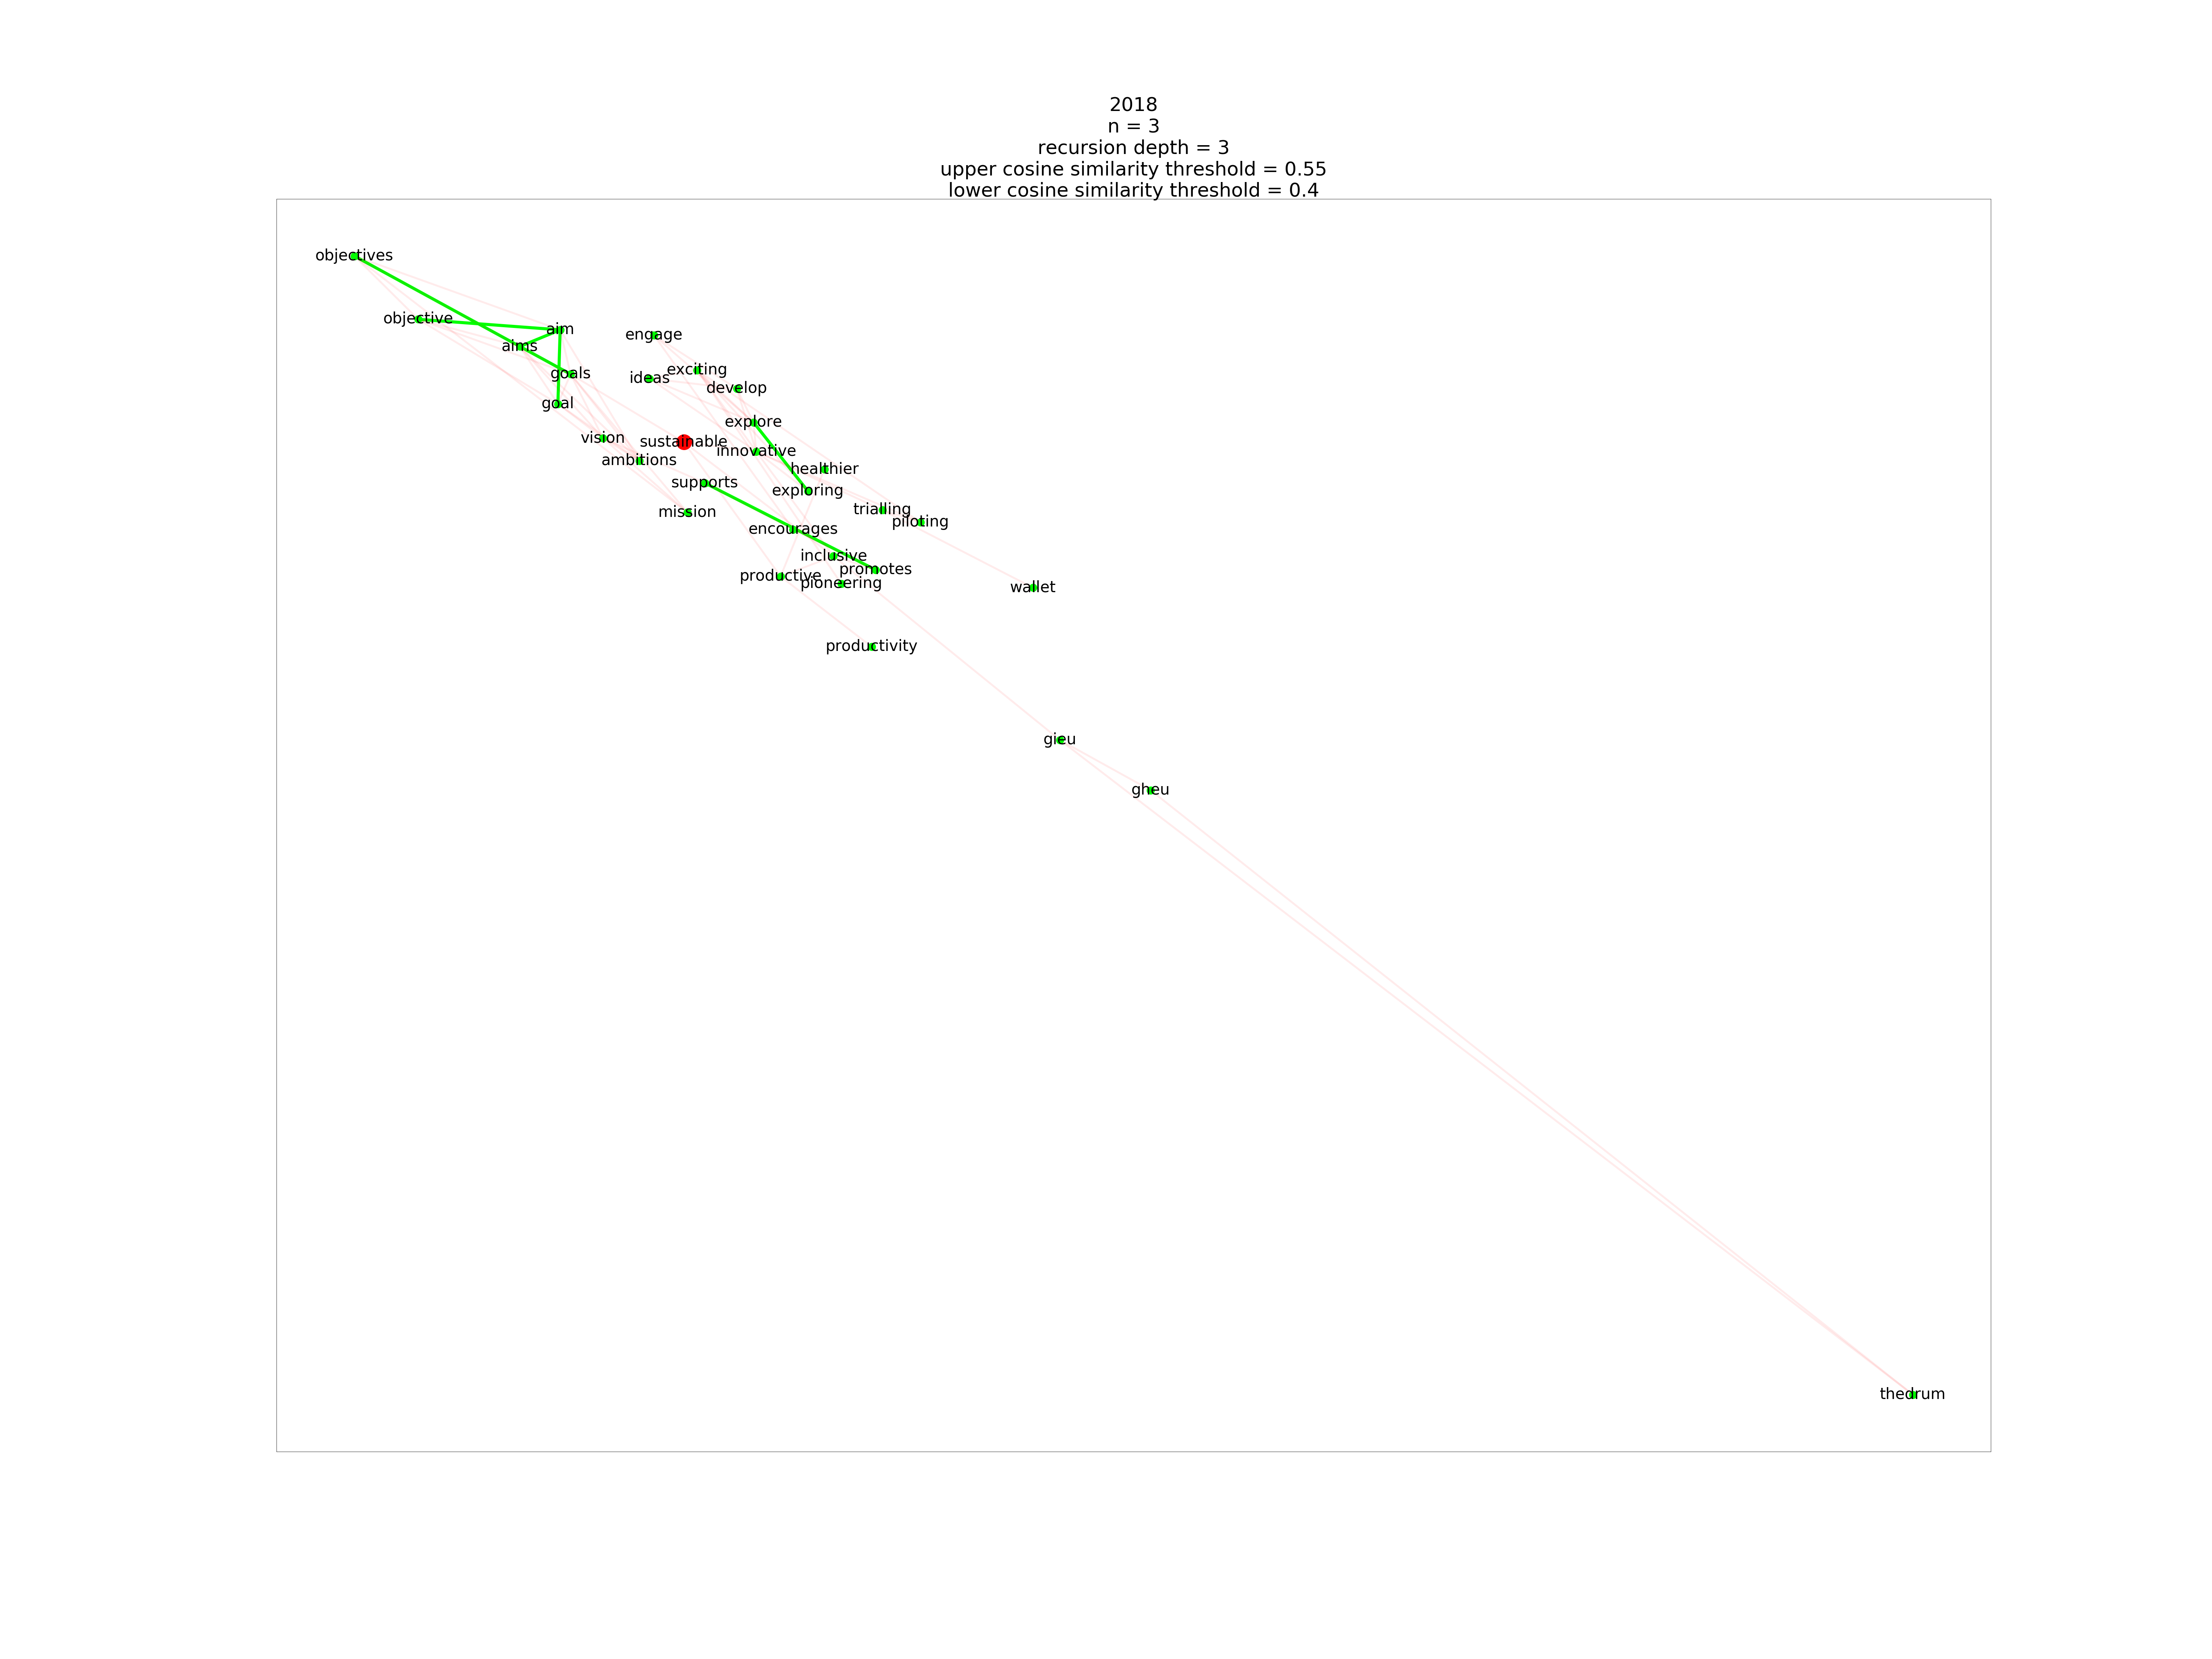 2018
n = 3
recursion depth = 3
upper cosine similarity threshold = 0.55
lower cosine similarity threshold = 0.4
objectives
objective
aim
engage
aims
exciting
goals
ideas
develop
goal
explore
vision
sustainable
innovative
ambitions
healthier
supports
exploring
trialling
mission
piloting
encourages
inclusive
promotes
productive
pioneering
wallet
productivity
gieu
gheu
thedrum